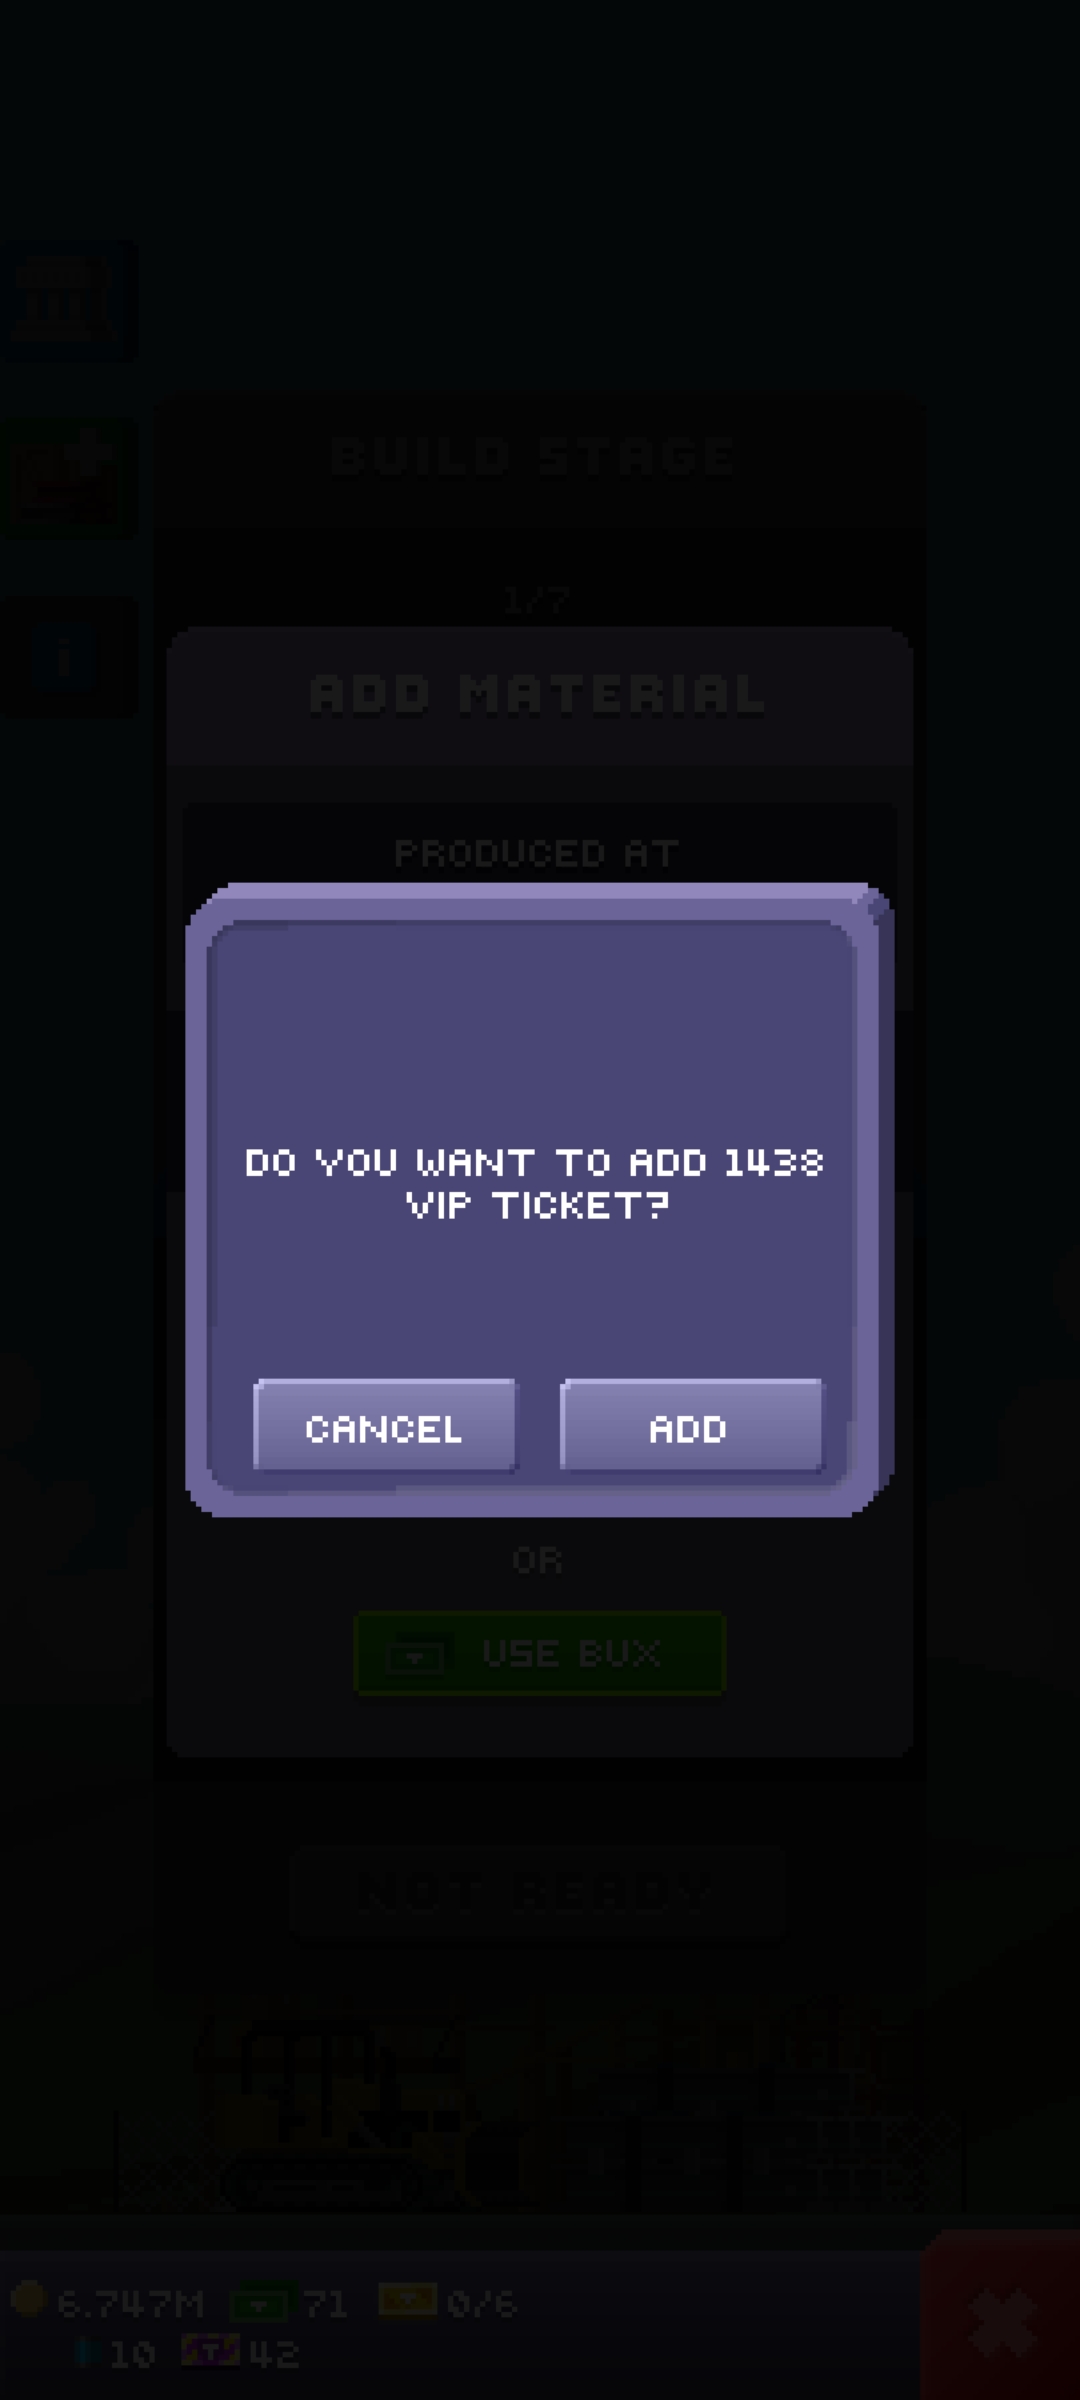 BUILD STAGE
1/7
ADD MATERIAL
PRODUCED AT
DO YOU WANT TO ADD 1438
VIP TICKET?
CANCEL ADD
OR
USE BUX
NOT READY
6.747M 71 0/6
10 42